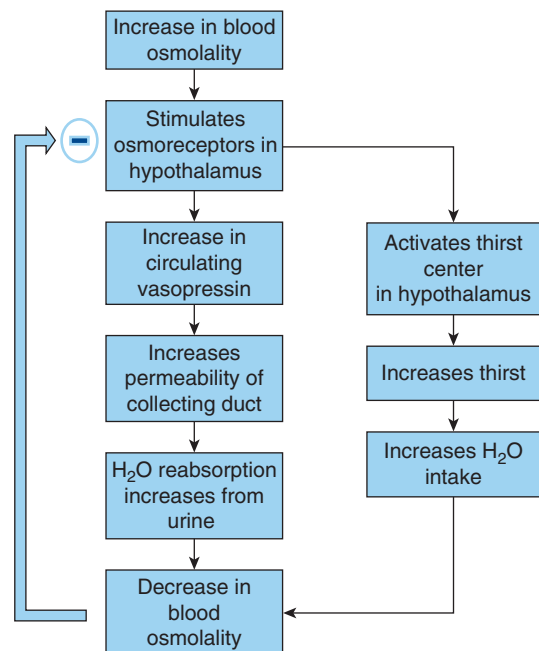 Increase in blood
osmolality
Stimulates
osmoreceptors in
hypothalamus
Increase in
circulating
vasopressin
Increases
permeability of
collecting duct
H₂O reabsorption
increases from
urine
Decrease in
blood
osmolality
Activates thirst
center
in hypothalamus
Increases thirst
Increases H₂O
intake